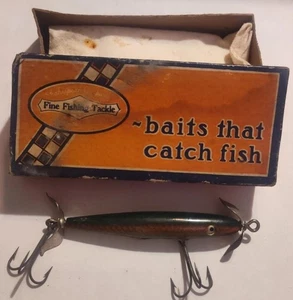 Fine Fishing Tackle
~baits that
catch fish